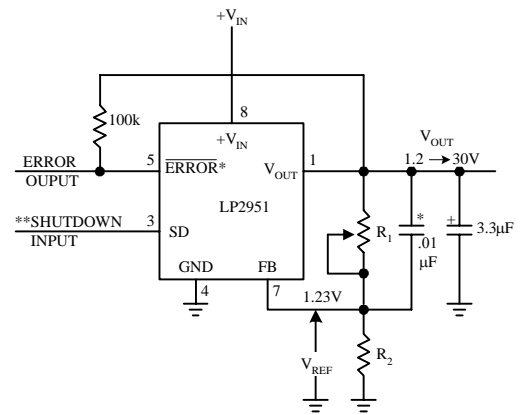 +V_IN
8
100k
+V_IN
V_OUT
1.2 → 30V
ERROR
OUPUT
5
ERROR*
V_OUT
1
LP2951
**SHUTDOWN
INPUT
3
SD
R_1
*
.01
µF
+
3.3µF
GND
FB
4
7
1.23V
V_REF
R_2